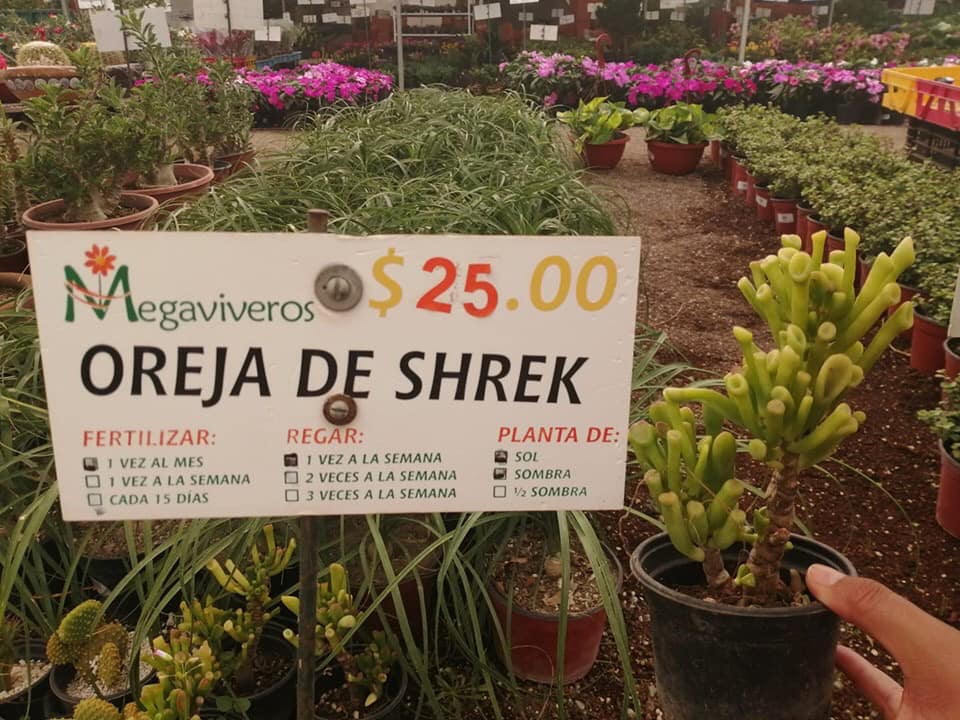 Megaviveros $25.00
OREJA DE SHREK
FERTILIZAR:
1 VEZ AL MES
1 VEZ A LA SEMANA
CADA 15 DÍAS
REGAR:
1 VEZ A LA SEMANA
2 VECES A LA SEMANA
3 VECES A LA SEMANA
PLANTA DE:
SOL
SOMBRA
½ SOMBRA